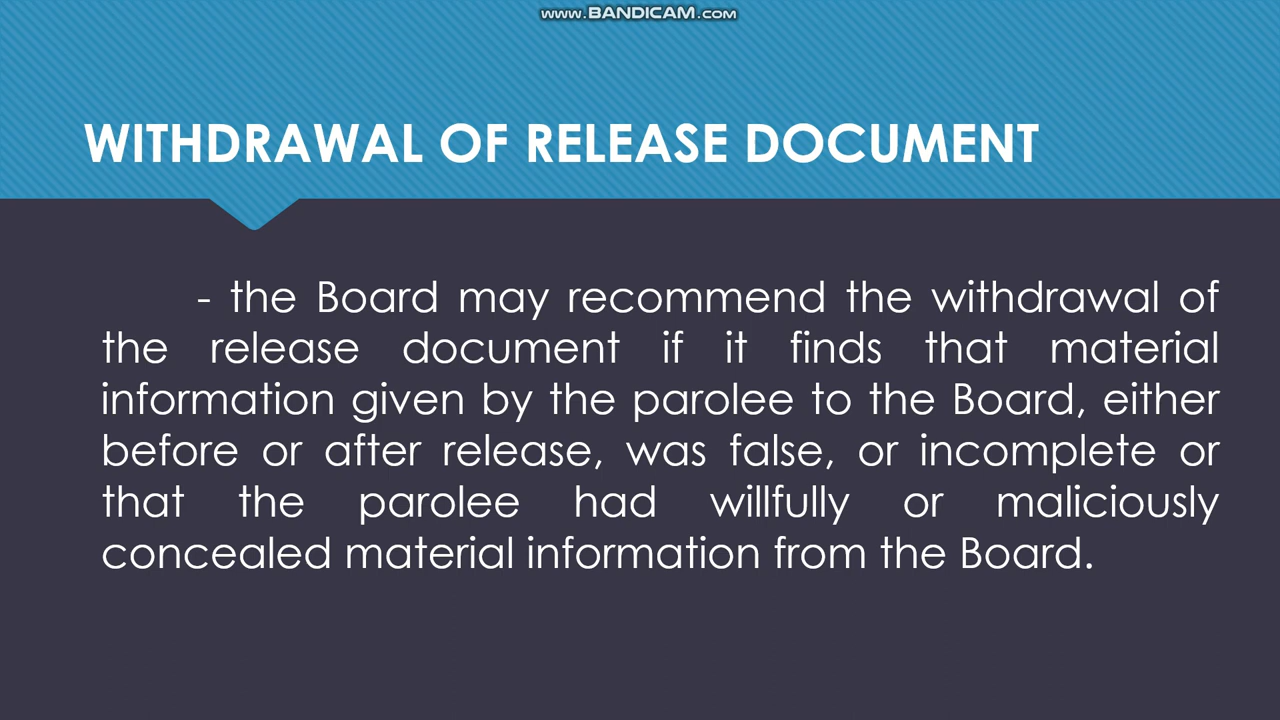 www.BANDICAM.com
WITHDRAWAL OF RELEASE DOCUMENT
- the Board may recommend the withdrawal of
the release document if it finds that material
information given by the parolee to the Board, either
before or after release, was false, or incomplete or
that the parolee had willfully or maliciously
concealed material information from the Board.